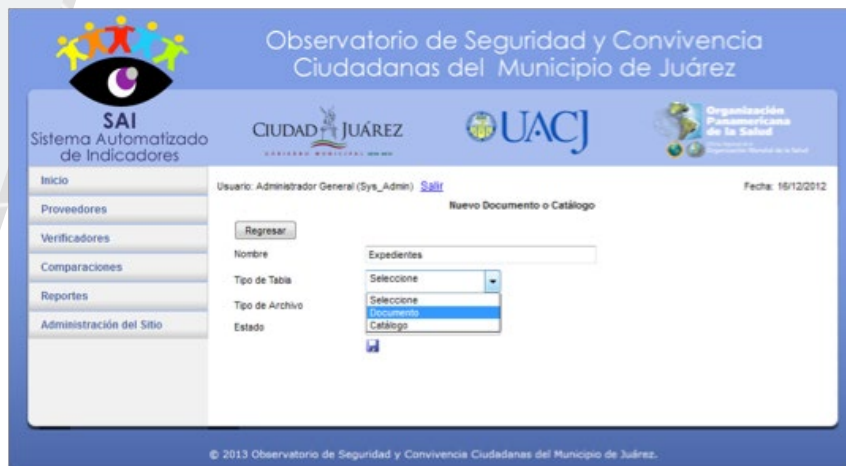 Observatorio de Seguridad y Convivencia
Ciudadanas del Municipio de Juárez
SAI
Sistema Automatizado
de Indicadores
CIUDAD JUÁREZ
GOBIERNO MUNICIPAL
UACJ
Organización
Panamericana
de la Salud
Inicio
Proveedores
Verificadores
Comparaciones
Reportes
Administración del Sitio
Usuario: Administrador General (Sys_Admin) Salir
Fecha: 16/12/2012
Nuevo Documento o Catálogo
Regresar
Nombre
Expedientes
Tipo de Tabla
Seleccione
Seleccione
Documento
Catálogo
Tipo de Archivo
Estado
© 2013 Observatorio de Seguridad y Convivencia Ciudadanas del Municipio de Juárez.